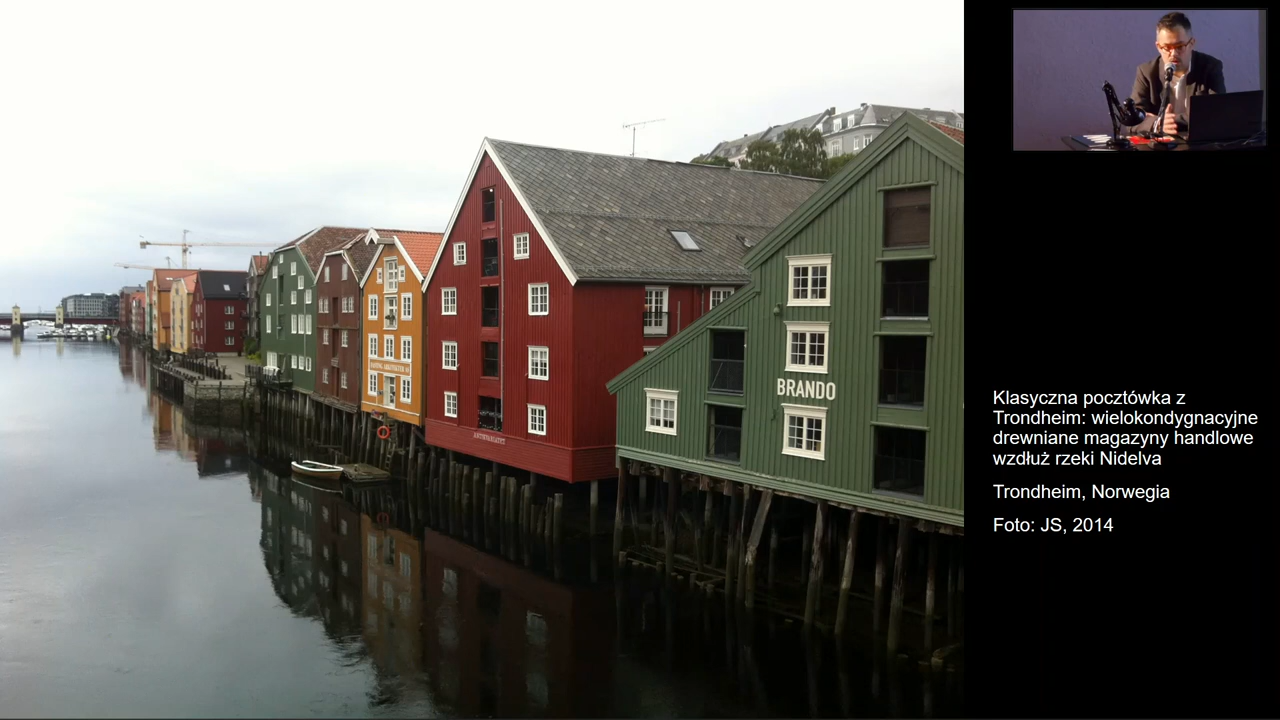 BRANDO
Klasyczna pocztówka z
Trondheim: wielokondygnacyjne
drewniane magazyny handlowe
wzdłuż rzeki Nidelva
Trondheim, Norwegia
Foto: JS, 2014